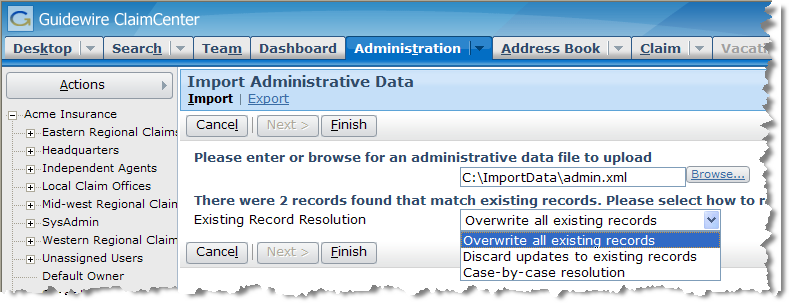 Guidewire ClaimCenter
Desktop Search Team Dashboard Administration Address Book Claim Vacati
Actions
Import Administrative Data
Import | Export
Acme Insurance
Eastern Regional Claims
Headquarters
Independent Agents
Local Claim Offices
Mid-west Regional Claim
SysAdmin
Western Regional Claim
Unassigned Users
Default Owner
Cancel Next > Finish
Please enter or browse for an administrative data file to upload
C:\ImportData\admin.xml Browse...
There were 2 records found that match existing records. Please select how to r
Existing Record Resolution Overwrite all existing records
Overwrite all existing records
Discard updates to existing records
Case-by-case resolution
Cancel Next > Finish